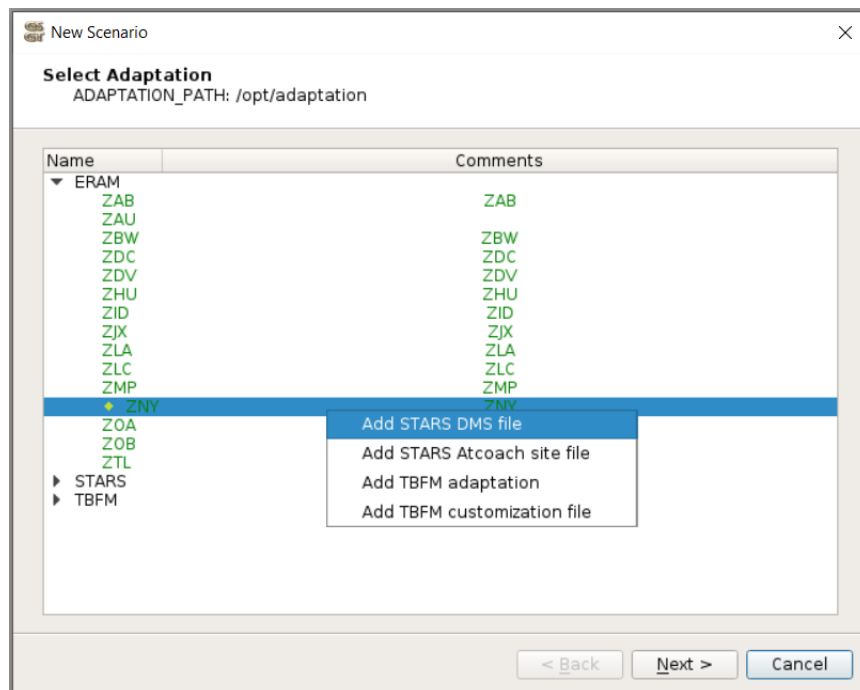 New Scenario
Select Adaptation
ADAPTATION_PATH: /opt/adaptation
Name Comments
ERAM
ZAB ZAB
ZAU
ZBW ZBW
ZDC ZDC
ZDV ZDV
ZHU ZHU
ZID ZID
ZJX ZJX
ZLA ZLA
ZLC ZLC
ZMP ZMP
ZNY ZNY
ZOA
ZOB
ZTL
STARS
TBFM
Add STARS DMS file
Add STARS Atcoach site file
Add TBFM adaptation
Add TBFM customization file
< Back Next > Cancel